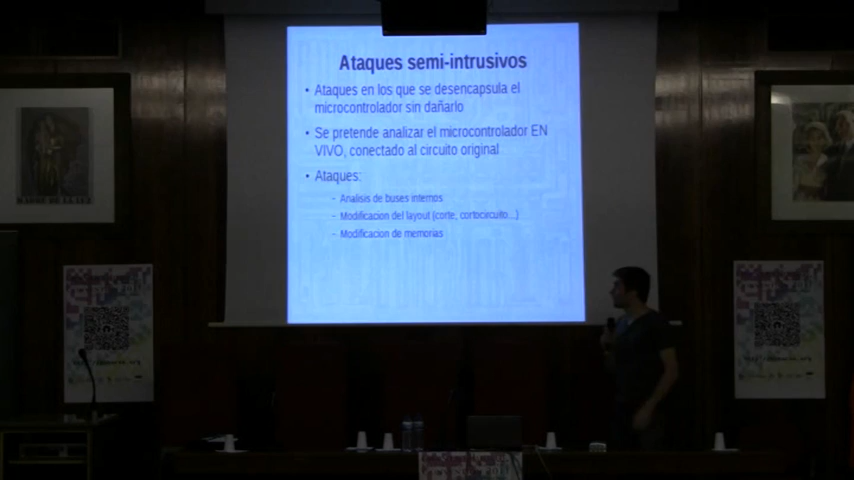 Ataques semi-intrusivos
• Ataques en los que se desencapsula el
microcontrolador sin dañarlo
• Se pretende analizar el microcontrolador EN
VIVO, conectado al circuito original
• Ataques:
– Analisis de buses internos
– Modificacion del layout (corte, cortocircuito...)
– Modificacion de memorias